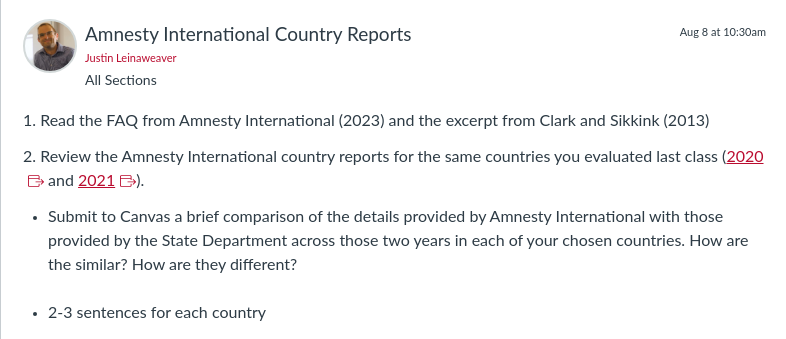 Amnesty International Country Reports
Aug 8 at 10:30am
Justin Leinaweaver
All Sections
1. Read the FAQ from Amnesty International (2023) and the excerpt from Clark and Sikkink (2013)
2. Review the Amnesty International country reports for the same countries you evaluated last class (2020
and 2021 ).
• Submit to Canvas a brief comparison of the details provided by Amnesty International with those
provided by the State Department across those two years in each of your chosen countries. How are
the similar? How are they different?
• 2-3 sentences for each country